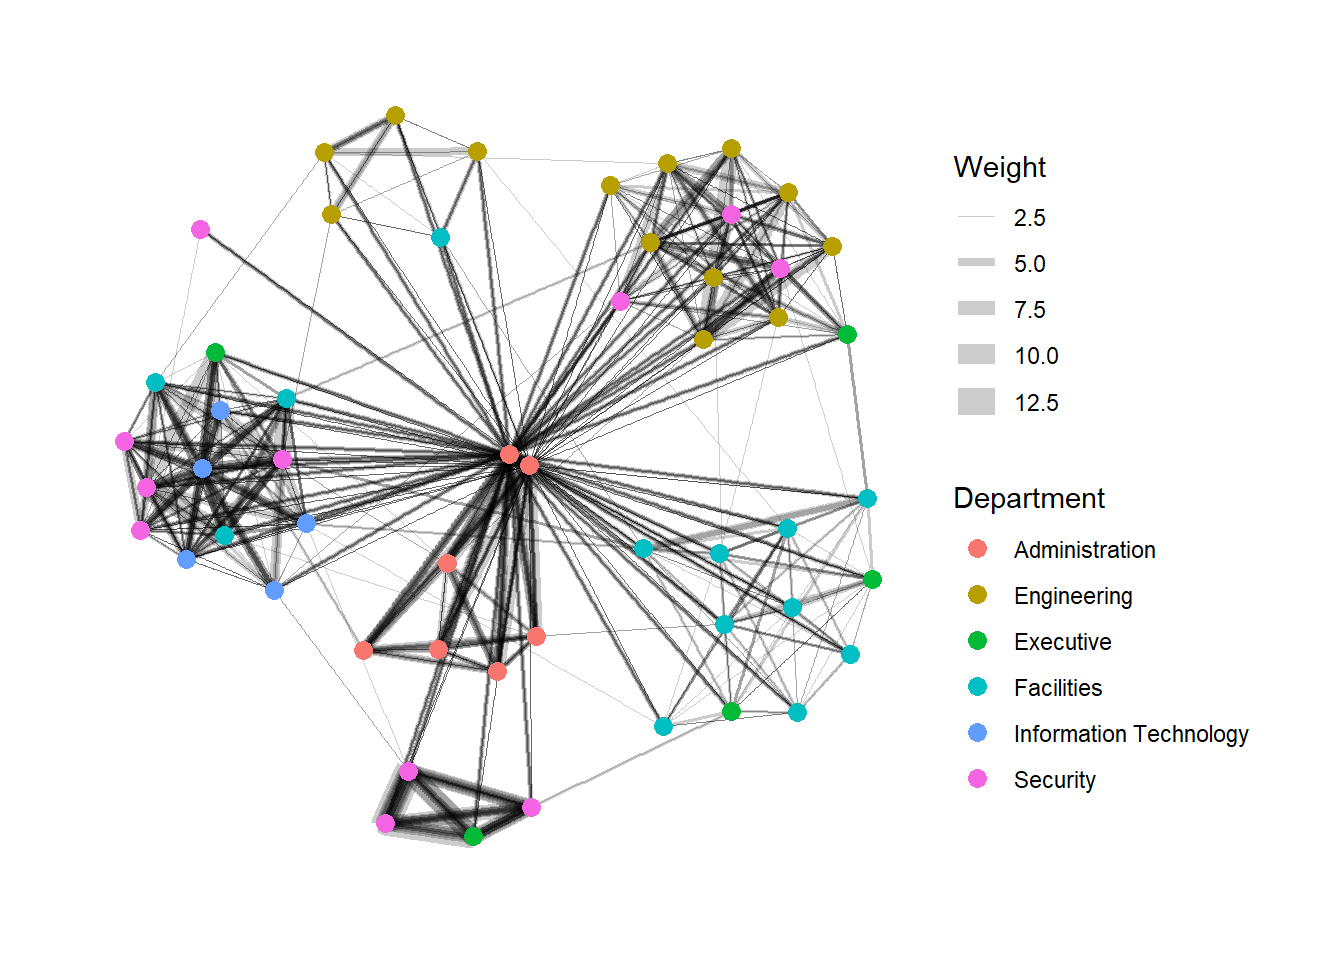 Weight
2.5
5.0
7.5
10.0
12.5
Department
Administration
Engineering
Executive
Facilities
Information Technology
Security